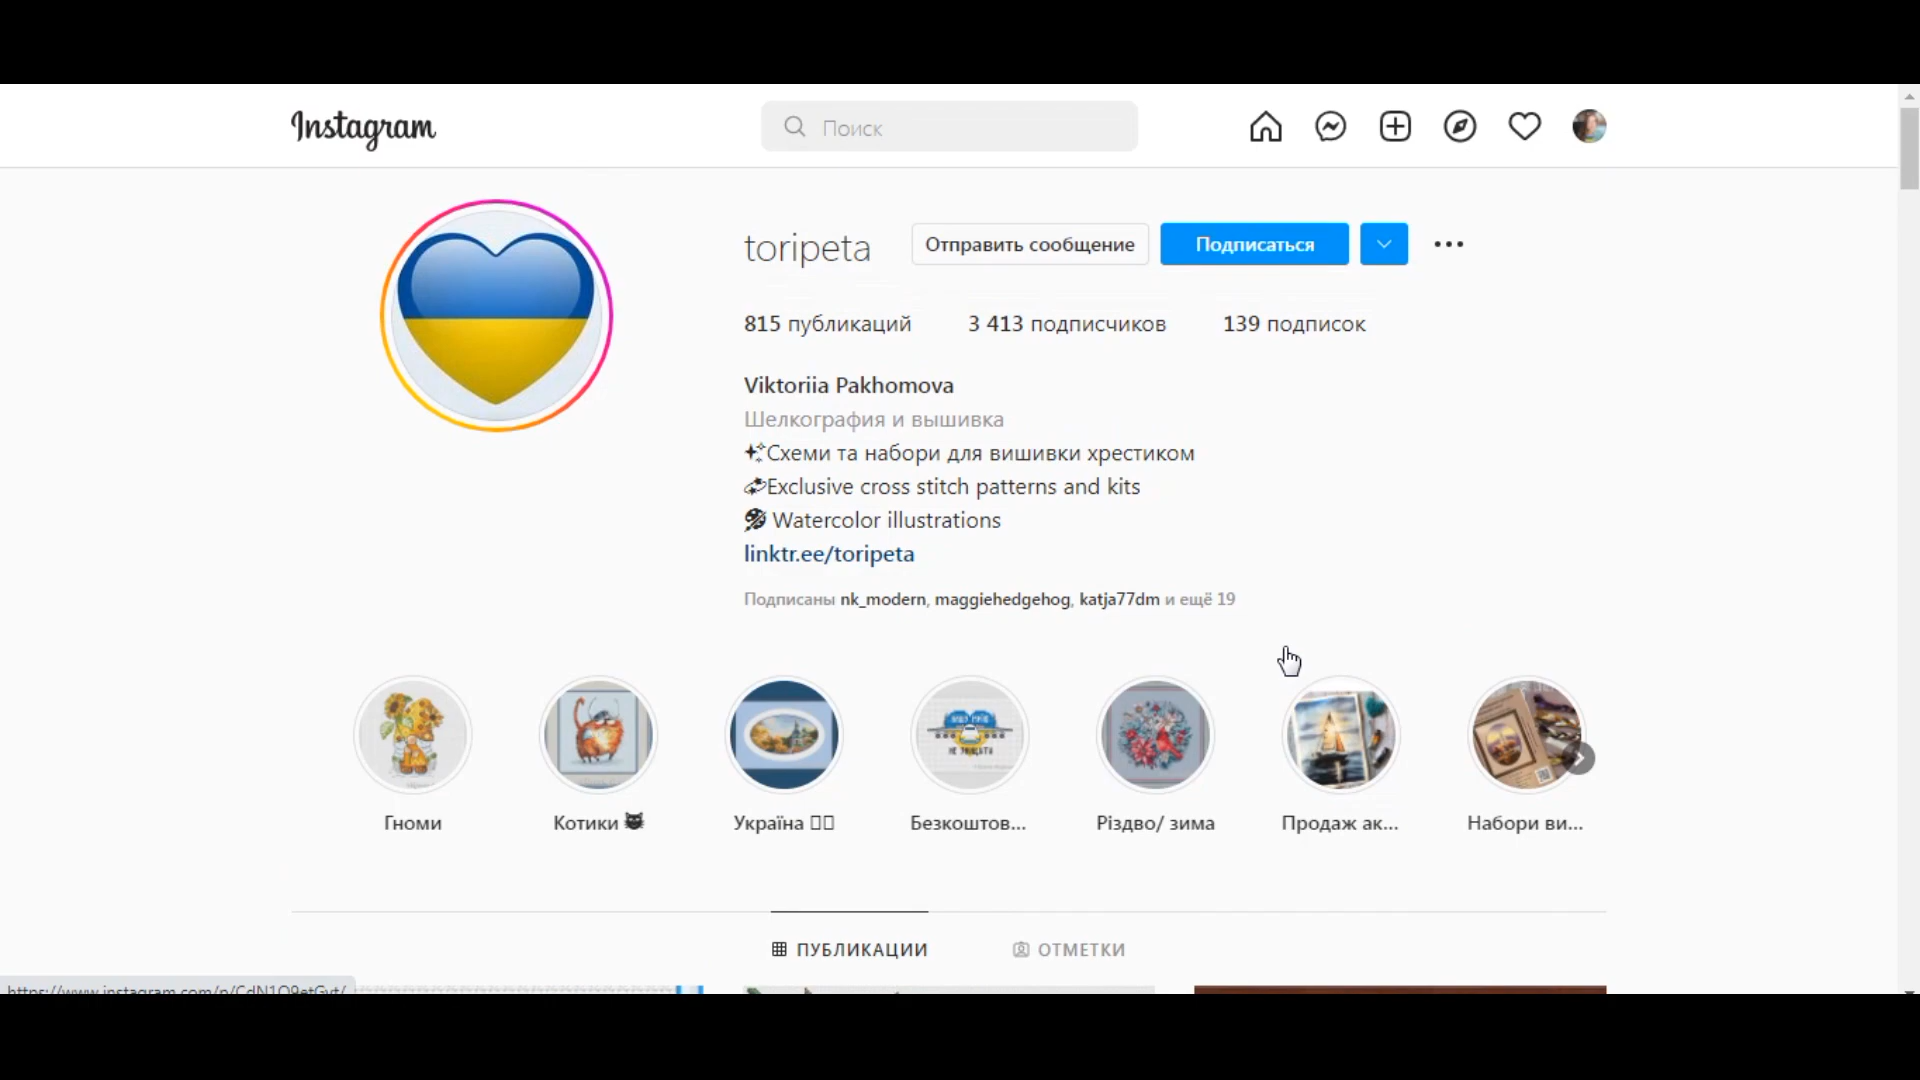 Instagram
Поиск
toripeta
Отправить сообщение
Подписаться
815 публикаций
3 413 подписчиков
139 подписок
Viktoriia Pakhomova
Шелкография и вышивка
Схеми та набори для вишивки хрестиком
Exclusive cross stitch patterns and kits
Watercolor illustrations
linktr.ee/toripeta
Подписаны nk_modern, maggiehedgehog, katja77dm и ещё 19
Гноми
Котики
Україна
Безкоштов...
Різдво/ зима
Продаж ак...
Набори ви...
ПУБЛИКАЦИИ
ОТМЕТКИ